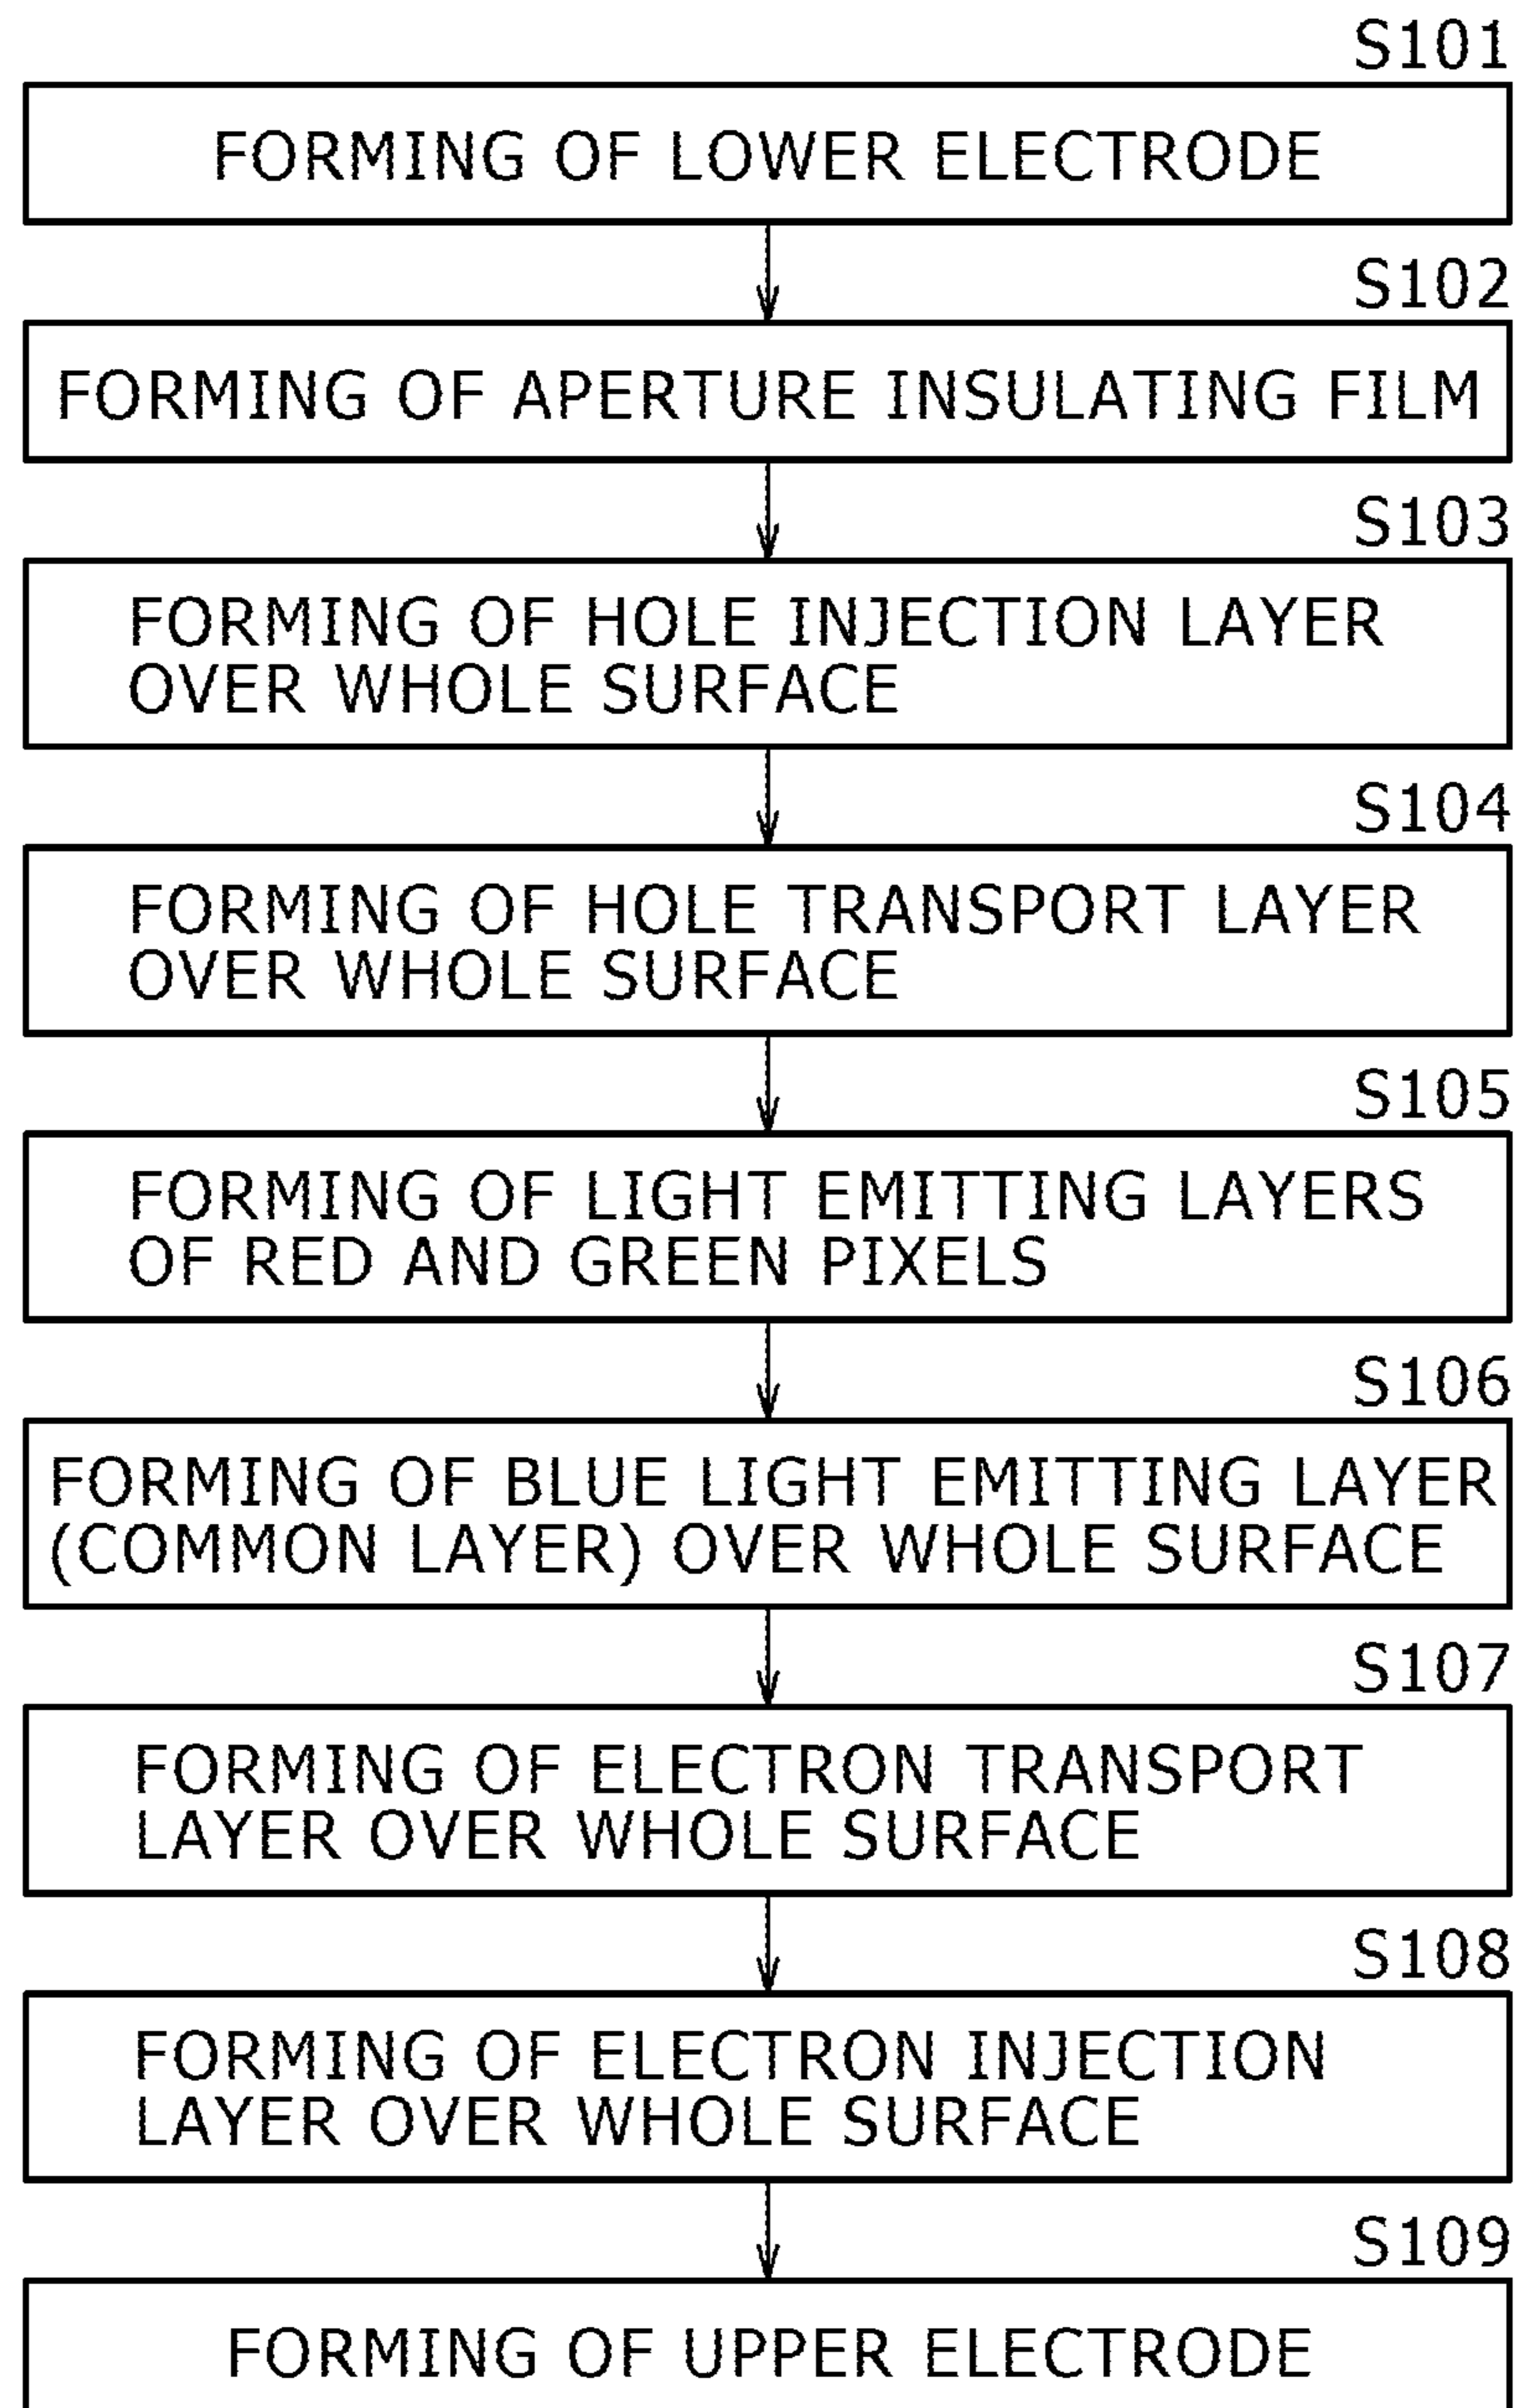 S101
FORMING OF LOWER ELECTRODE
S102
FORMING OF APERTURE INSULATING FILM
S103
FORMING OF HOLE INJECTION LAYER
OVER WHOLE SURFACE
S104
FORMING OF HOLE TRANSPORT LAYER
OVER WHOLE SURFACE
S105
FORMING OF LIGHT EMITTING LAYERS
OF RED AND GREEN PIXELS
S106
FORMING OF BLUE LIGHT EMITTING LAYER
(COMMON LAYER) OVER WHOLE SURFACE
S107
FORMING OF ELECTRON TRANSPORT
LAYER OVER WHOLE SURFACE
S108
FORMING OF ELECTRON INJECTION
LAYER OVER WHOLE SURFACE
S109
FORMING OF UPPER ELECTRODE